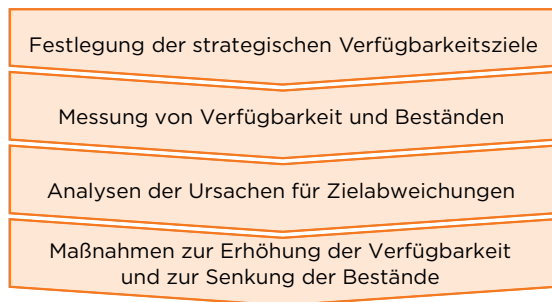 Festlegung der strategischen Verfügbarkeitsziele
Messung von Verfügbarkeit und Beständen
Analysen der Ursachen für Zielabweichungen
Maßnahmen zur Erhöhung der Verfügbarkeit
und zur Senkung der Bestände